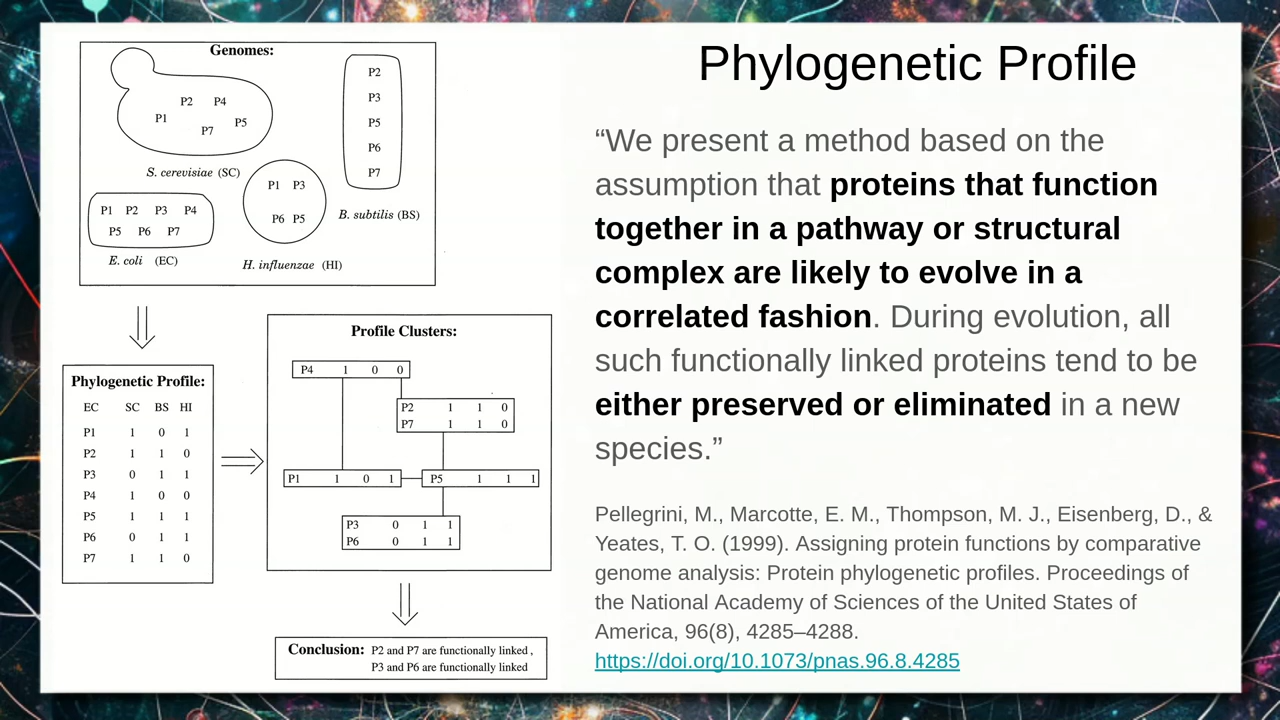 Genomes:
P2 P4
P1 P7 P5
S. cerevisiae (SC)
P2
P3
P5
P6
P7
B. subtilis (BS)
P1 P2 P3 P4
P5 P6 P7
E. coli (EC)
P1 P3
P6 P5
H. influenzae (HI)
Phylogenetic Profile:
EC SC BS HI
P1 1 0 1
P2 1 1 0
P3 0 1 1
P4 1 0 0
P5 1 1 1
P6 0 1 1
P7 1 1 0
Profile Clusters:
P4 1 0 0
P2 1 1 0
P7 1 1 0
P1 1 0 1
P5 1 1 1
P3 0 1 1
P6 0 1 1
Conclusion: P2 and P7 are functionally linked,
P3 and P6 are functionally linked
Phylogenetic Profile
“We present a method based on the
assumption that proteins that function
together in a pathway or structural
complex are likely to evolve in a
correlated fashion. During evolution, all
such functionally linked proteins tend to be
either preserved or eliminated in a new
species.”
Pellegrini, M., Marcotte, E. M., Thompson, M. J., Eisenberg, D., &
Yeates, T. O. (1999). Assigning protein functions by comparative
genome analysis: Protein phylogenetic profiles. Proceedings of
the National Academy of Sciences of the United States of
America, 96(8), 4285–4288.
https://doi.org/10.1073/pnas.96.8.4285